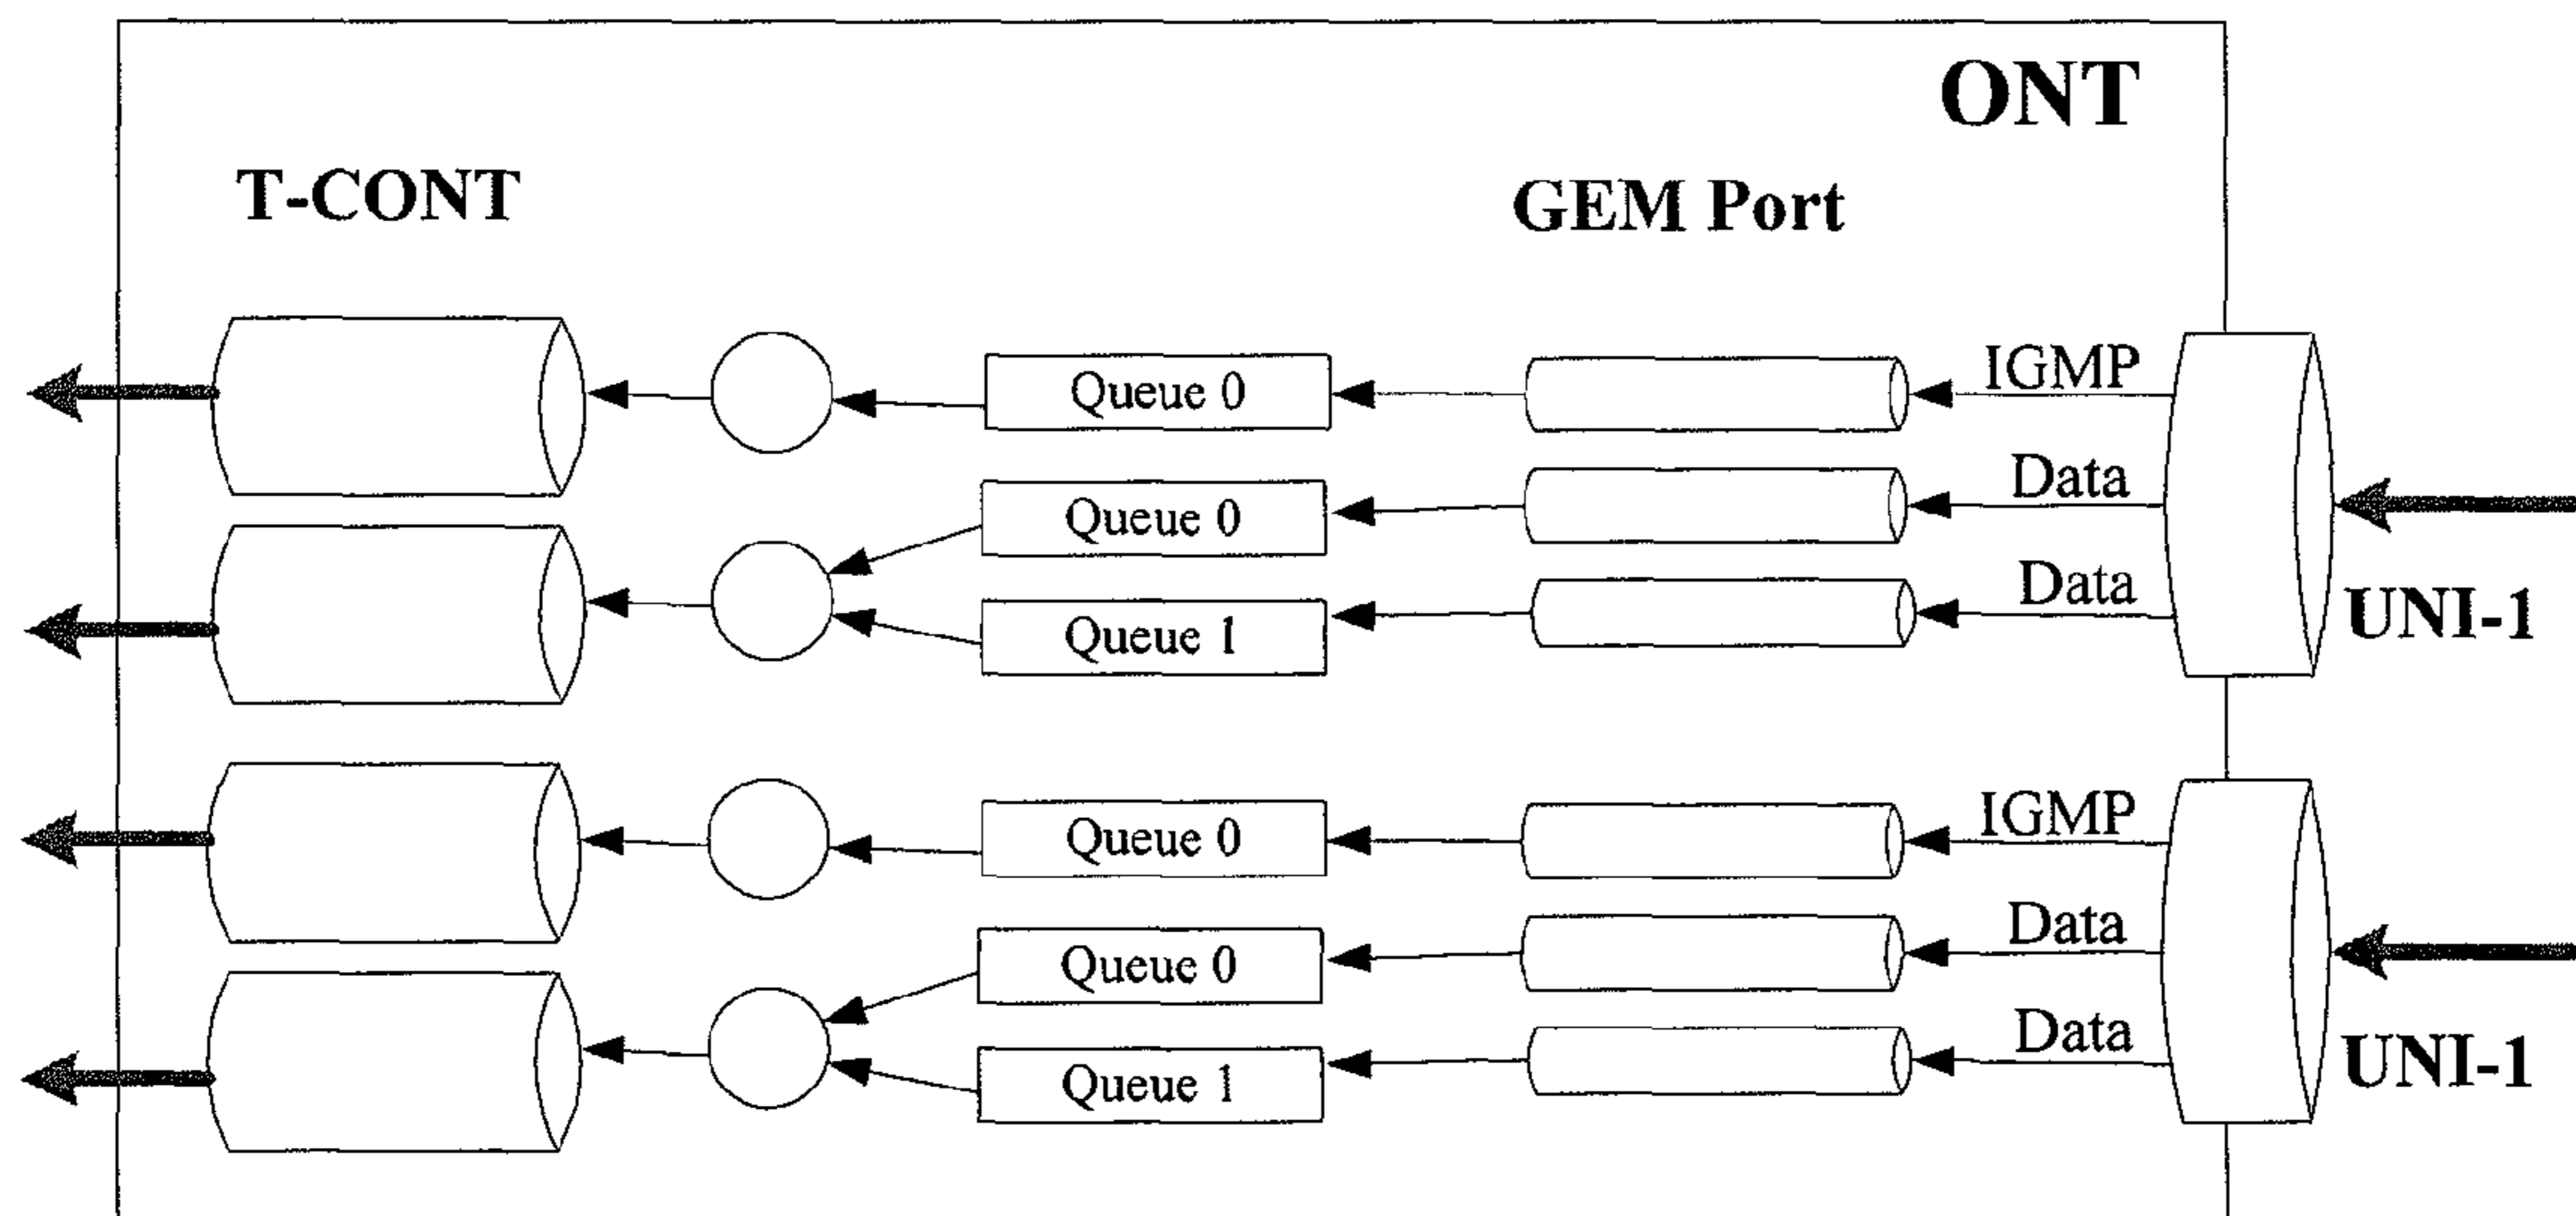 ONT
T-CONT
GEM Port
Queue 0
IGMP
Queue 0
Data
Queue 1
Data
UNI-1
Queue 0
IGMP
Queue 0
Data
Queue 1
Data
UNI-1